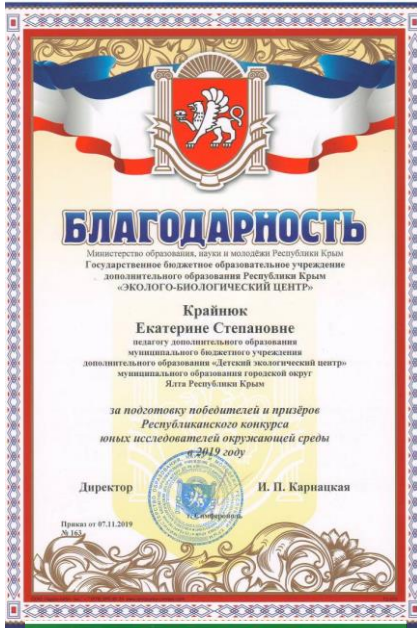 БЛАГОДАРНОСТЬ
Министерство образования, науки и молодёжи Республики Крым
Государственное бюджетное образовательное учреждение
дополнительного образования Республики Крым
«ЭКОЛОГО-БИОЛОГИЧЕСКИЙ ЦЕНТР»
Крайнюк
Екатерине Степановне
педагогу дополнительного образования
муниципального бюджетного учреждения
дополнительного образования «Детский экологический центр»
муниципального образования городской округ
Ялта Республики Крым
за подготовку победителей и призёров
Республиканского конкурса
юных исследователей окружающей среды
в 2019 году
Директор И. П. Карнацкая
г. Симферополь
Приказ от 07.11.2019
№ 163